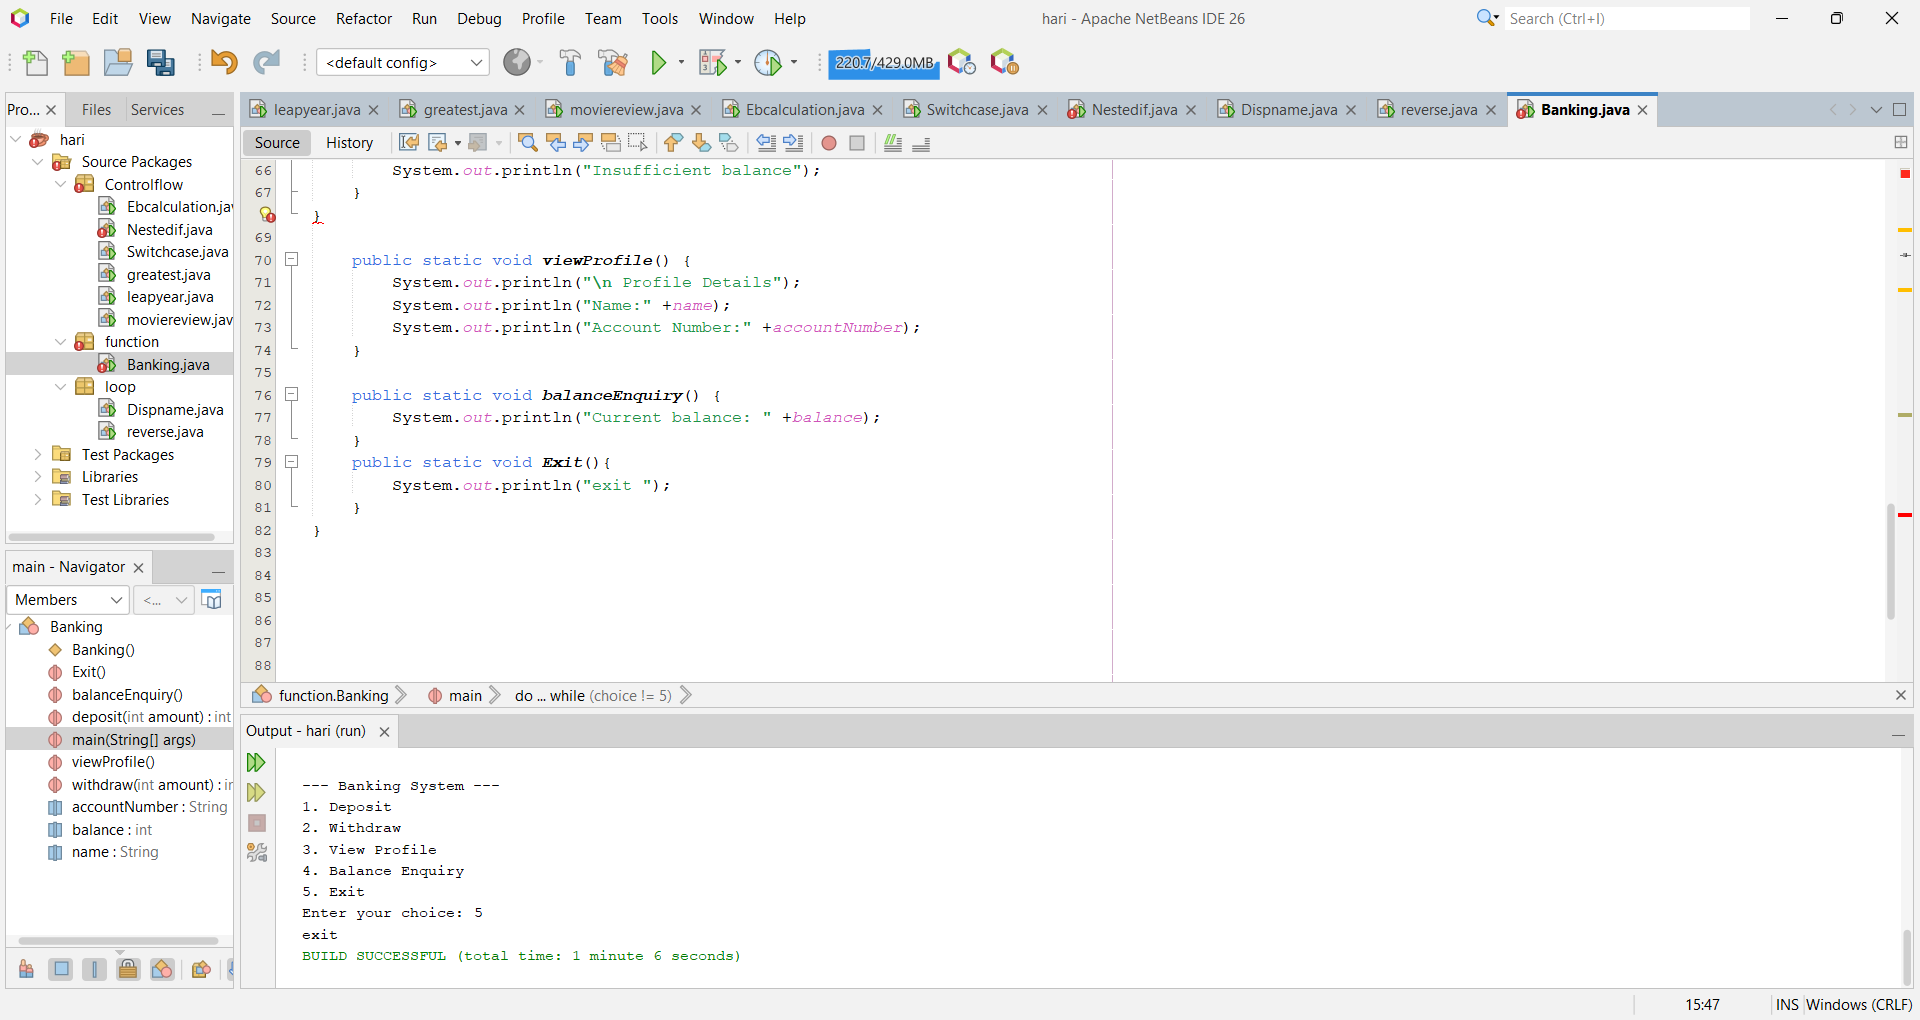 File Edit View Navigate Source Refactor Run Debug Profile Team Tools Window Help
hari - Apache NetBeans IDE 26
Search (Ctrl+I)
<default config>
220.7/429.0MB
Pro... Files Services
leapyear.java greatest.java moviereview.java Ebcalculation.java Switchcase.java Nestedif.java Dispname.java reverse.java Banking.java
Source History
hari
Source Packages
Controlflow
Ebcalculation.ja
Nestedif.java
Switchcase.java
greatest.java
leapyear.java
moviereview.jav
function
Banking.java
loop
Dispname.java
reverse.java
Test Packages
Libraries
Test Libraries
66 System.out.println("Insufficient balance");
67 }
}
69
70 public static void viewProfile() {
71 System.out.println("\n Profile Details");
72 System.out.println("Name:" +name);
73 System.out.println("Account Number:" +accountNumber);
74 }
75
76 public static void balanceEnquiry() {
77 System.out.println("Current balance: " +balance);
78 }
79 public static void Exit(){
80 System.out.println("exit ");
81 }
82 }
83
84
85
86
87
88
function.Banking main do ... while (choice != 5)
main - Navigator
Members <...
Banking
Banking()
Exit()
balanceEnquiry()
deposit(int amount) : int
main(String[] args)
viewProfile()
withdraw(int amount) : ir
accountNumber : String
balance : int
name : String
Output - hari (run)
--- Banking System ---
1. Deposit
2. Withdraw
3. View Profile
4. Balance Enquiry
5. Exit
Enter your choice: 5
exit
BUILD SUCCESSFUL (total time: 1 minute 6 seconds)
15:47 INS Windows (CRLF)